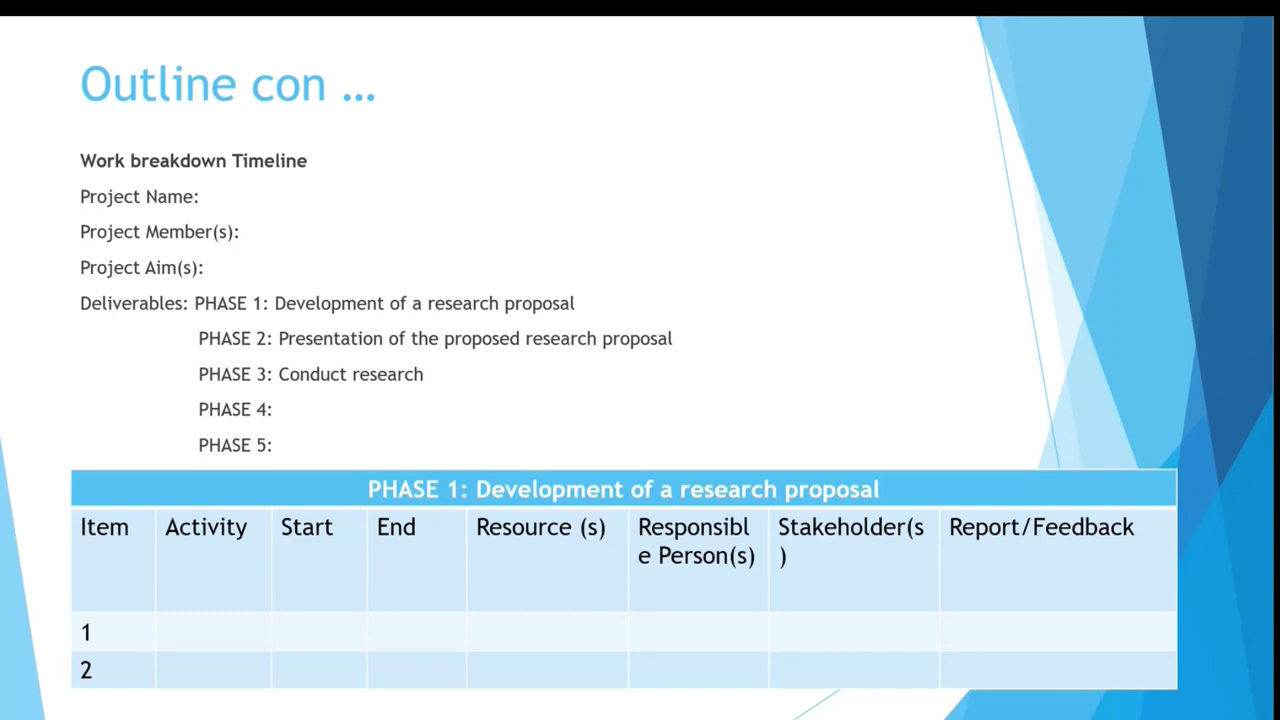 Outline con …
Work breakdown Timeline
Project Name:
Project Member(s):
Project Aim(s):
Deliverables: PHASE 1: Development of a research proposal
PHASE 2: Presentation of the proposed research proposal
PHASE 3: Conduct research
PHASE 4:
PHASE 5:
PHASE 1: Development of a research proposal
Item Activity Start End Resource (s) Responsibl Stakeholder(s Report/Feedback
e Person(s) )
1
2